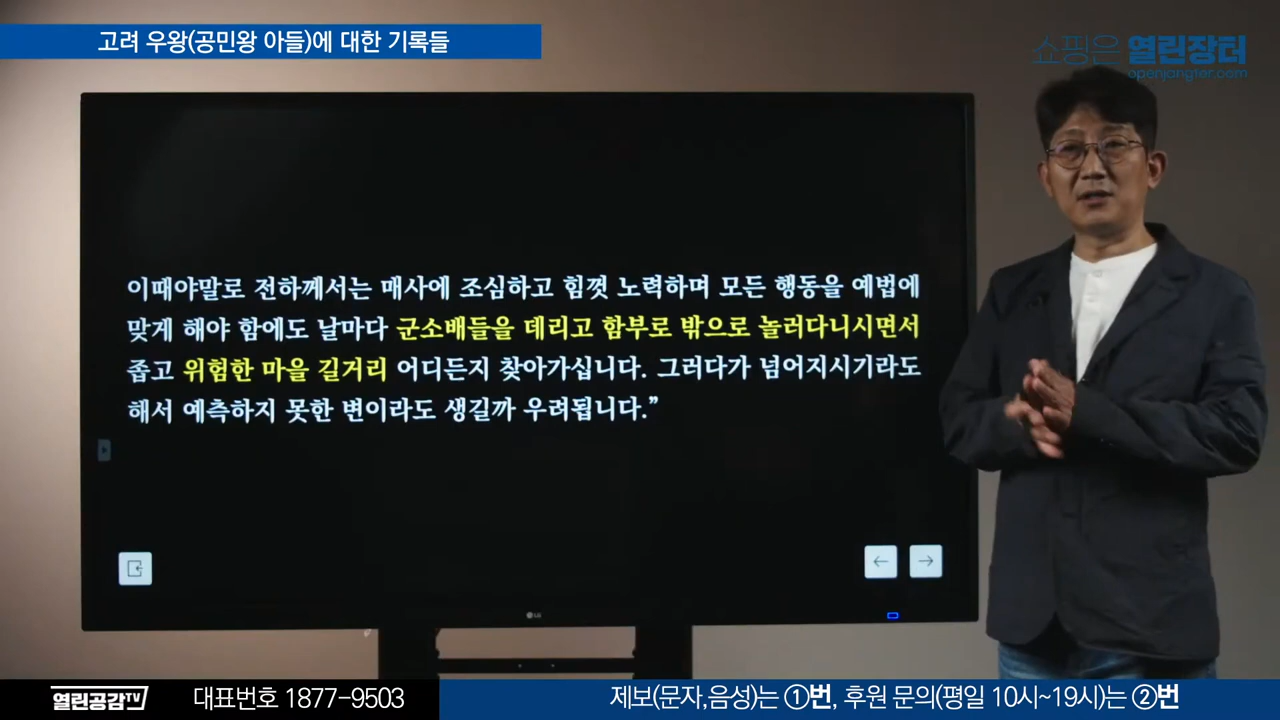 고려 우왕(공민왕 아들)에 대한 기록들
쇼핑은 열린장터
openjangter.com
이때야말로 전하께서는 매사에 조심하고 힘껏 노력하며 모든 행동을 예법에
맞게 해야 함에도 날마다 군소배들을 데리고 함부로 밖으로 놀러다니시면서
좁고 위험한 마을 길거리 어디든지 찾아가십니다. 그러다가 넘어지시기라도
해서 예측하지 못한 변이라도 생길까 우려됩니다.”
LG
열린공감TV 대표번호 1877-9503 제보(문자,음성)는 ①번, 후원 문의(평일 10시~19시)는 ②번